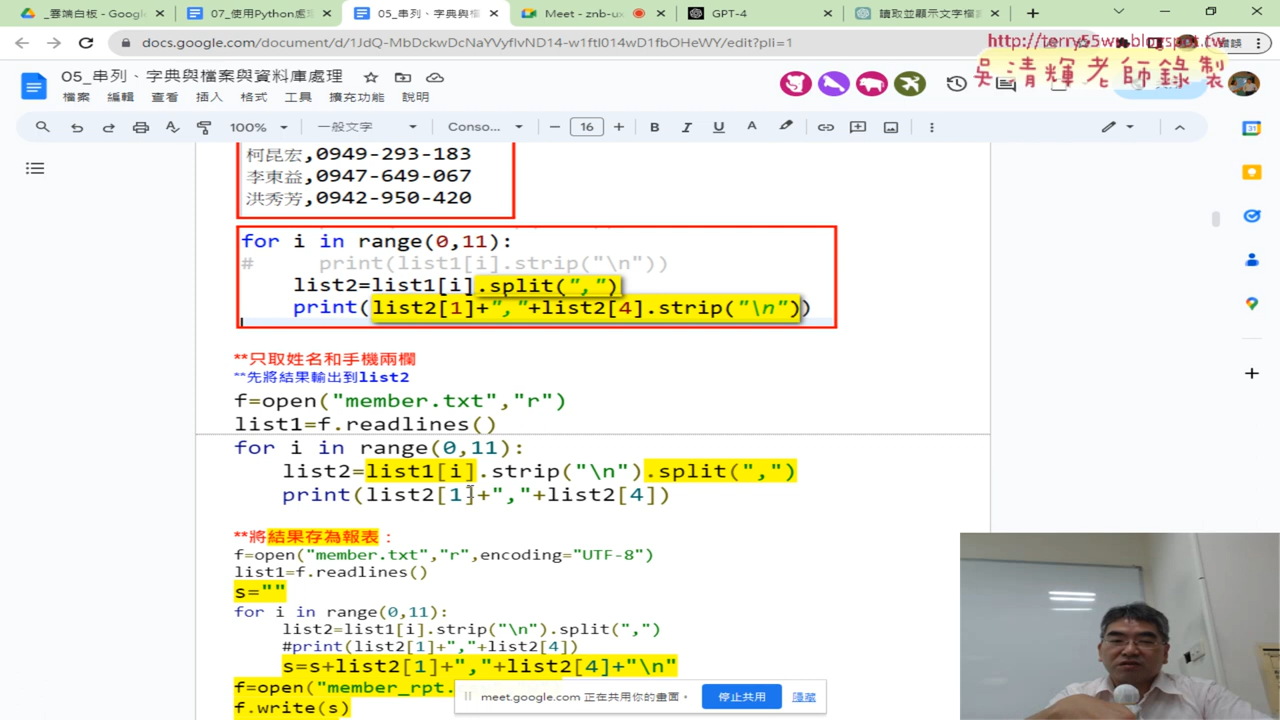 _雲端白板 - Google
07_使用Python處理
05_串列、字典與檔
Meet - znb-ux
GPT-4
讀取並顯示文字檔
docs.google.com/document/d/1JdQ-MbDckwDcNaYVyflvND14-w1ftl014wD1fbOHeWY/edit?pli=1
http://terry55wu.blogspot.tw
吳清輝老師錄製
05_串列、字典與檔案與資料庫處理
檔案 編輯 查看 插入 格式 工具 擴充功能 說明
100% 一般文字 Conso... 16 B I U A
柯昆宏,0949-293-183
李東益,0947-649-067
洪秀芳,0942-950-420
for i in range(0,11):
# print(list1[i].strip("\n"))
list2=list1[i].split(",")
print(list2[1]+","+list2[4].strip("\n"))
**只取姓名和手機兩欄
**先將結果輸出到list2
f=open("member.txt","r")
list1=f.readlines()
for i in range(0,11):
list2=list1[i].strip("\n").split(",")
print(list2[1]+","+list2[4])
**將結果存為報表：
f=open("member.txt","r",encoding="UTF-8")
list1=f.readlines()
s=""
for i in range(0,11):
list2=list1[i].strip("\n").split(",")
#print(list2[1]+","+list2[4])
s=s+list2[1]+","+list2[4]+"\n"
f=open("member_rpt.
f.write(s)
meet.google.com 正在共用你的畫面。 停止共用 隱藏